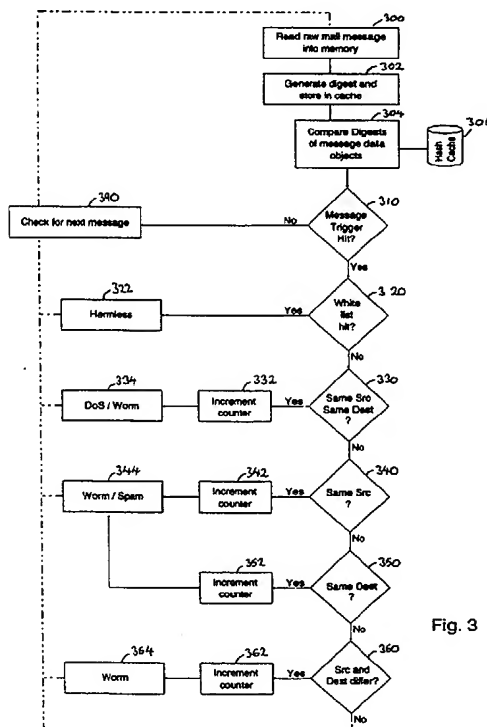 300
Read raw mail message
into memory
302
Generate digest and
store in cache
304
Compare Digests
of message data
objects
Hash
Cache
390
Check for next message
No
310
Message
Trigger
Hit?
Yes
322
Harmless
Yes
320
White
list
hit?
No
334
DoS / Worm
332
Increment
counter
Yes
330
Same Src
Same Dest
?
No
344
Worm / Spam
342
Increment
counter
Yes
340
Same Src
?
No
352
Increment
counter
Yes
350
Same Dest
?
No
364
Worm
362
Increment
counter
Yes
360
Src and
Dest differ?
No
Fig. 3